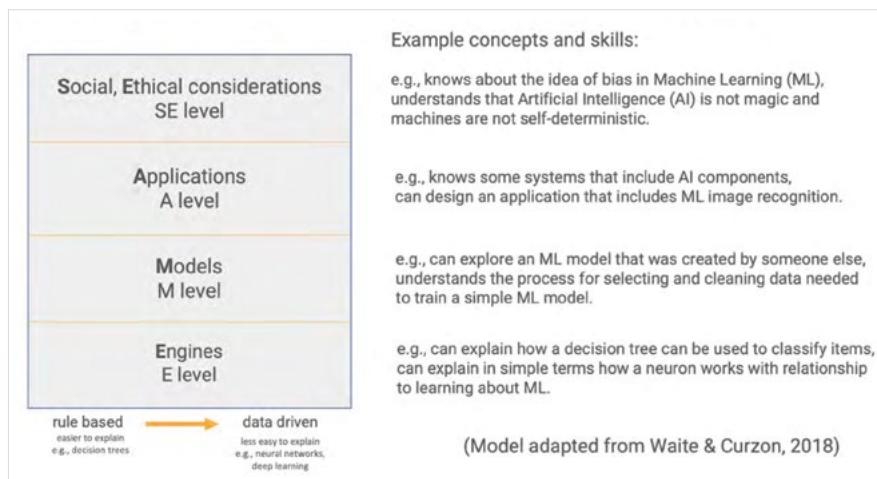 Example concepts and skills:
Social, Ethical considerations
SE level
e.g., knows about the idea of bias in Machine Learning (ML),
understands that Artificial Intelligence (AI) is not magic and
machines are not self-deterministic.
Applications
A level
e.g., knows some systems that include AI components,
can design an application that includes ML image recognition.
Models
M level
e.g., can explore an ML model that was created by someone else,
understands the process for selecting and cleaning data needed
to train a simple ML model.
Engines
E level
e.g., can explain how a decision tree can be used to classify items,
can explain in simple terms how a neuron works with relationship
to learning about ML.
rule based
easier to explain
e.g., decision trees
data driven
less easy to explain
e.g., neural networks,
deep learning
(Model adapted from Waite & Curzon, 2018)